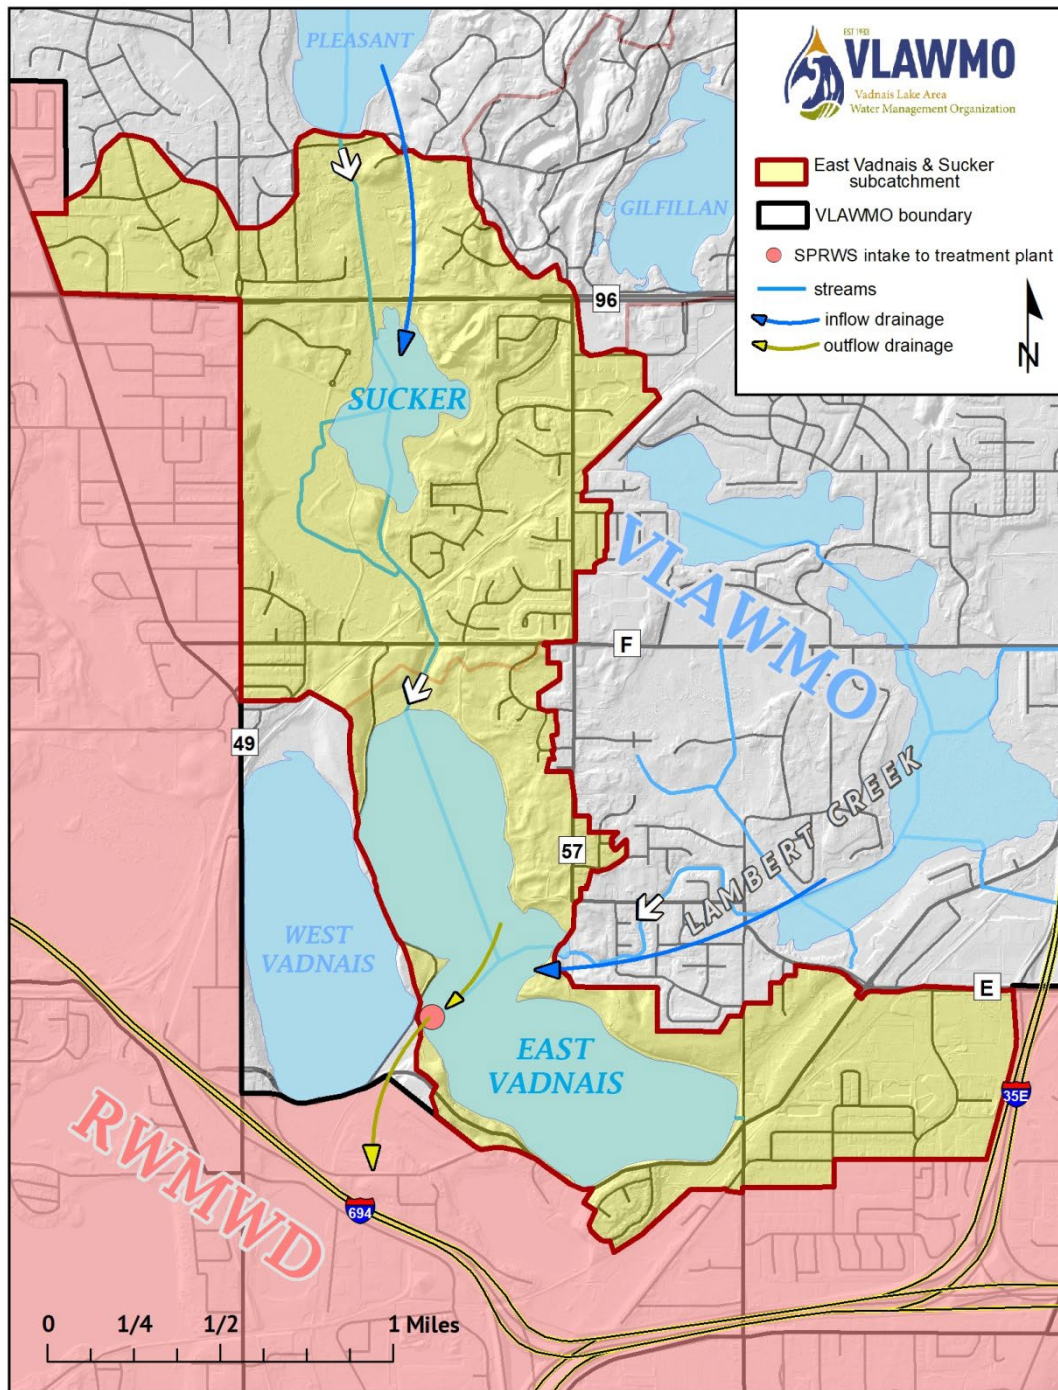 PLEASANT
EST 1983
VLAWMO
Vadnais Lake Area
Water Management Organization
East Vadnais & Sucker
subcatchment
VLAWMO boundary
SPRWS intake to treatment plant
streams
inflow drainage
outflow drainage
N
GILFILLAN
96
SUCKER
VLAWMO
F
49
57
LAMBERT CREEK
WEST
VADNAIS
E
EAST
VADNAIS
35E
RWMWD
694
0 1/4 1/2 1 Miles